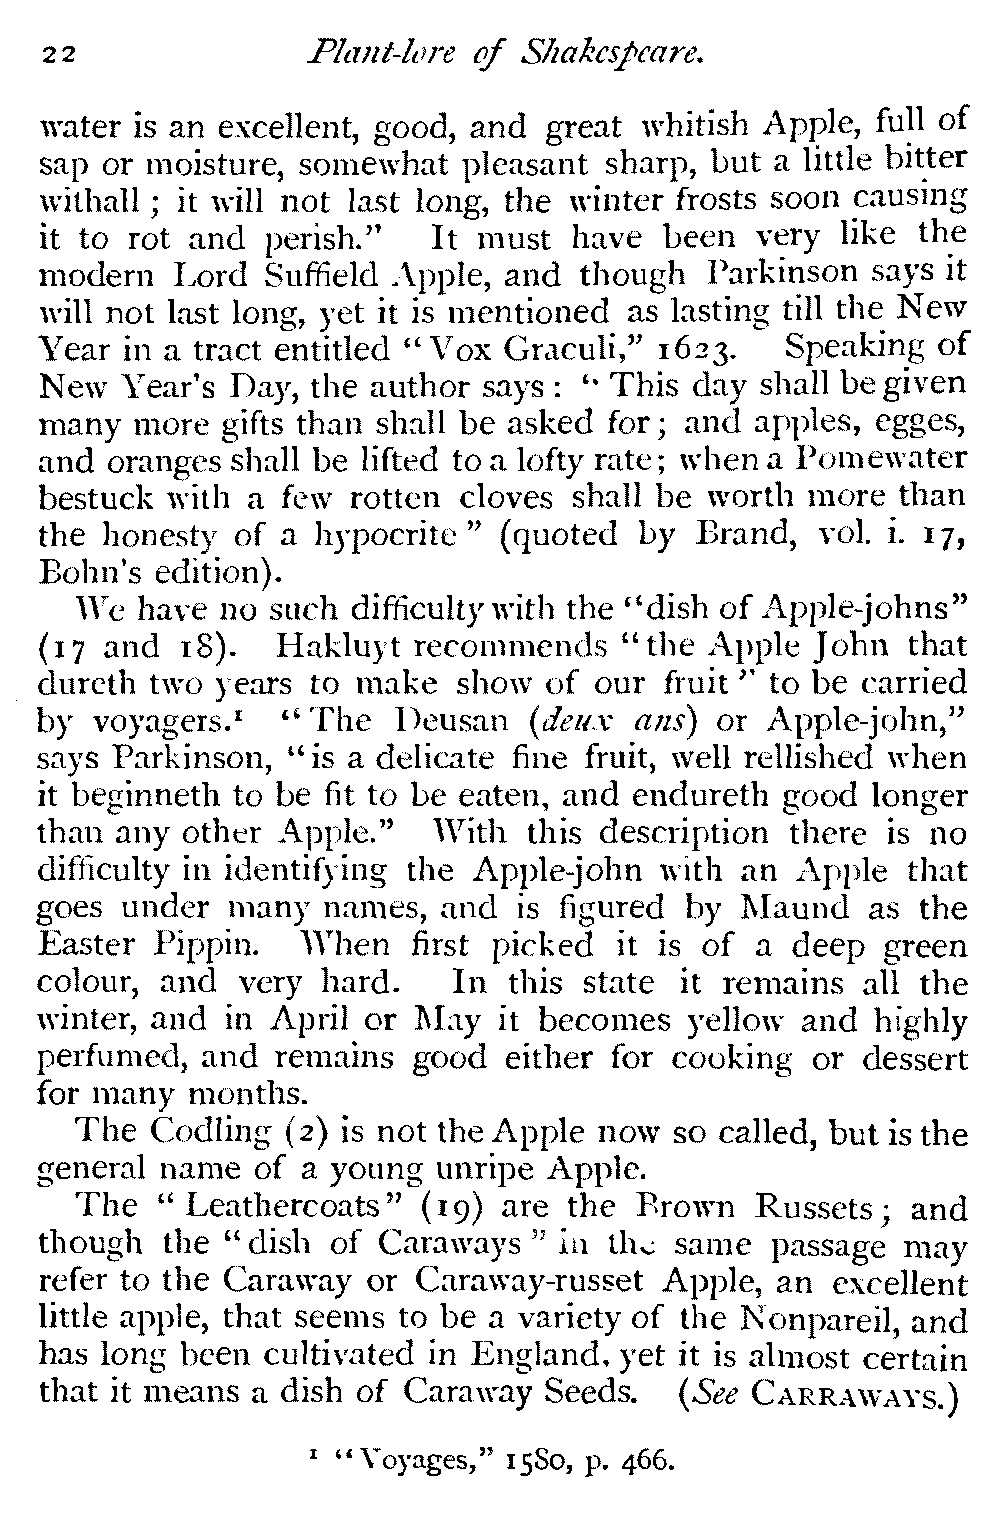 22 Plant-lore of Shakespeare.
water is an excellent, good, and great whitish Apple, full of
sap or moisture, somewhat pleasant sharp, but a little bitter
withall; it will not last long, the winter frosts soon causing
it to rot and perish." It must have been very like the
modern Lord Suffield Apple, and though Parkinson says it
will not last long, yet it is mentioned as lasting till the New
Year in a tract entitled "Vox Graculi," 1623. Speaking of
New Year's Day, the author says: "This day shall be given
many more gifts than shall be asked for; and apples, egges,
and oranges shall be lifted to a lofty rate; when a Pomewater
bestuck with a few rotten cloves shall be worth more than
the honesty of a hypocrite" (quoted by Brand, vol. i. 17,
Bohn's edition).
We have no such difficulty with the "dish of Apple-johns"
(17 and 18). Hakluyt recommends "the Apple John that
dureth two years to make show of our fruit" to be carried
by voyagers.¹ "The Deusan (deux ans) or Apple-john,"
says Parkinson, "is a delicate fine fruit, well rellished when
it beginneth to be fit to be eaten, and endureth good longer
than any other Apple." With this description there is no
difficulty in identifying the Apple-john with an Apple that
goes under many names, and is figured by Maund as the
Easter Pippin. When first picked it is of a deep green
colour, and very hard. In this state it remains all the
winter, and in April or May it becomes yellow and highly
perfumed, and remains good either for cooking or dessert
for many months.
The Codling (2) is not the Apple now so called, but is the
general name of a young unripe Apple.
The "Leathercoats" (19) are the Brown Russets; and
though the "dish of Caraways" in the same passage may
refer to the Caraway or Caraway-russet Apple, an excellent
little apple, that seems to be a variety of the Nonpareil, and
has long been cultivated in England, yet it is almost certain
that it means a dish of Caraway Seeds. (See CARRAWAYS.)
¹ "Voyages," 1580, p. 466.